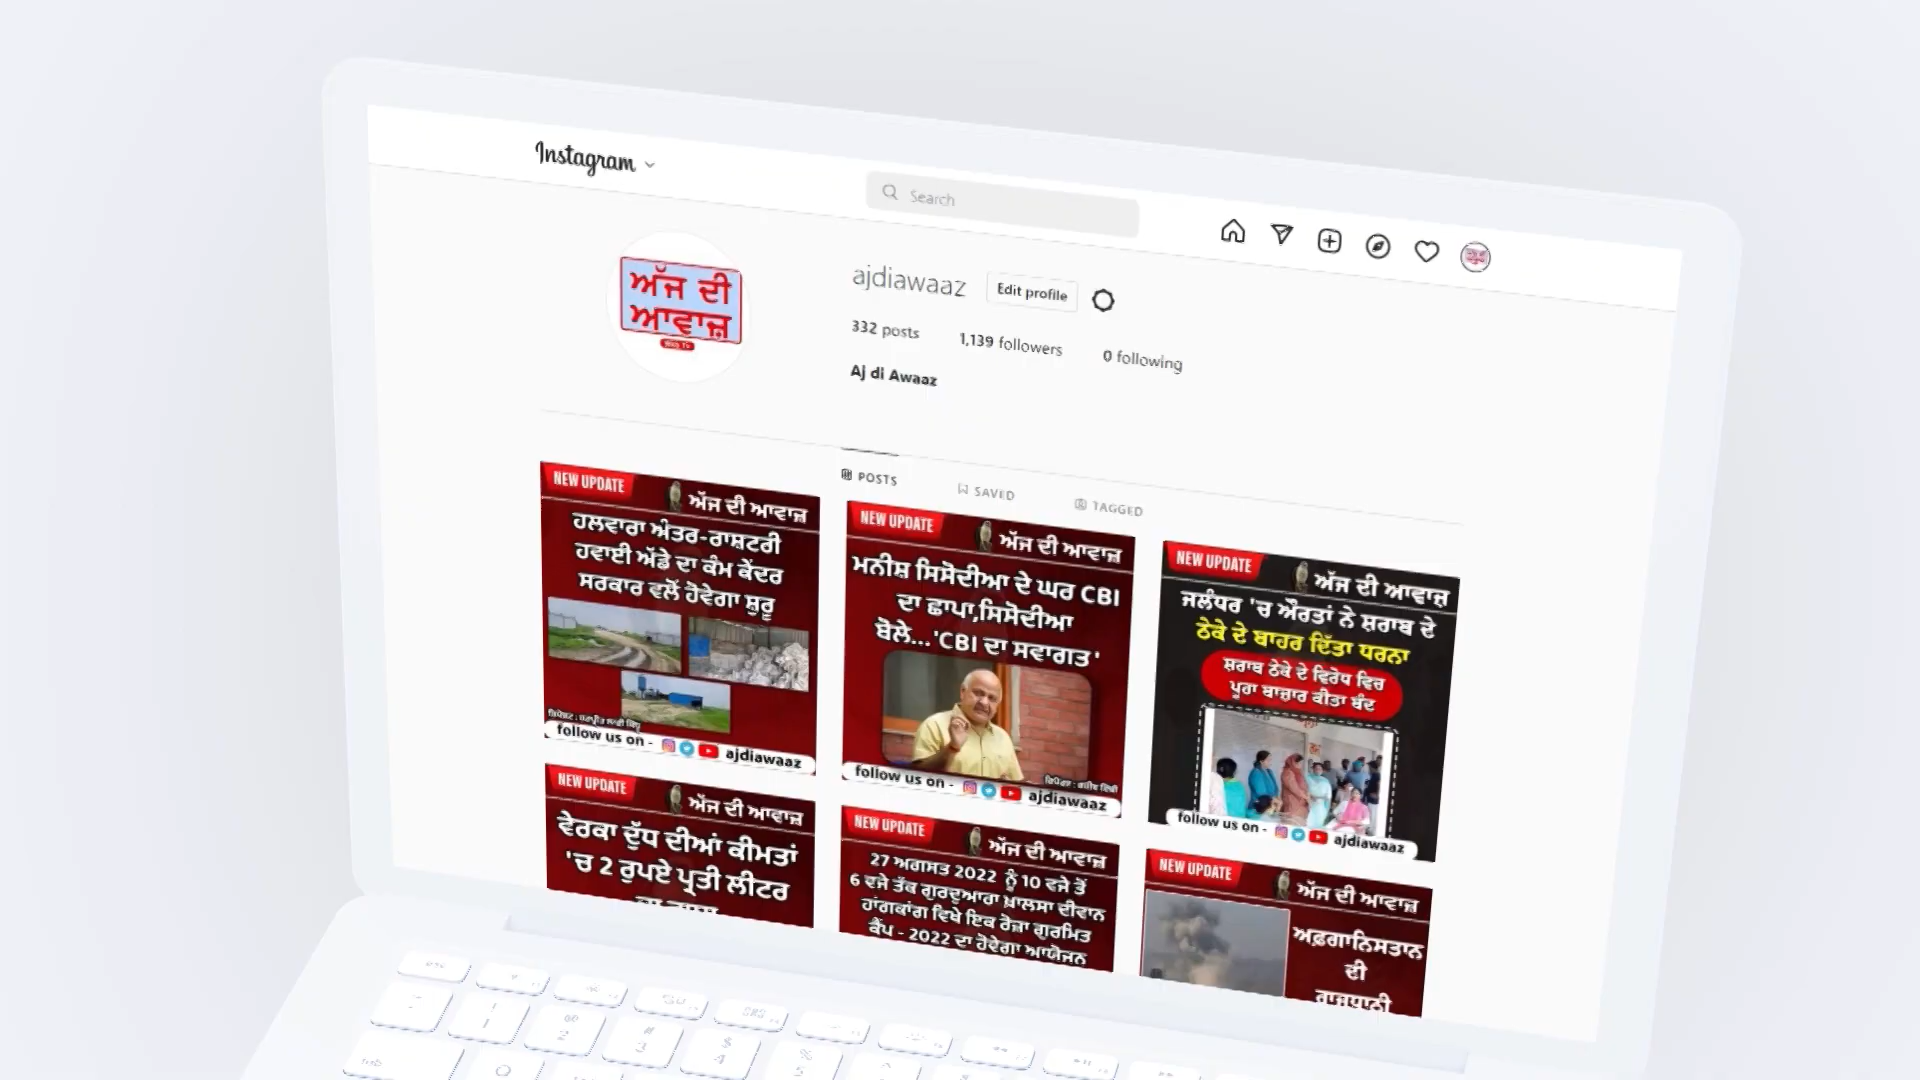 Instagram
Search
ਅੱਜ ਦੀ
ਆਵਾਜ਼
ajdiawaaz
Edit profile
332 posts
1,139 followers
0 following
Aj di Awaaz
POSTS
SAVED
TAGGED
NEW UPDATE
ਅੱਜ ਦੀ ਆਵਾਜ਼
ਹਲਵਾਰਾ ਅੰਤਰ-ਰਾਸ਼ਟਰੀ
ਹਵਾਈ ਅੱਡੇ ਦਾ ਕੰਮ ਕੇਂਦਰ
ਸਰਕਾਰ ਵਲੋਂ ਹੋਵੇਗਾ ਸ਼ੁਰੂ
follow us on - ajdiawaaz
NEW UPDATE
ਅੱਜ ਦੀ ਆਵਾਜ਼
ਮਨੀਸ਼ ਸਿਸੋਦੀਆ ਦੇ ਘਰ CBI
ਦਾ ਛਾਪਾ,ਸਿਸੋਦੀਆ
ਬੋਲੇ... 'CBI ਦਾ ਸਵਾਗਤ'
follow us on - ajdiawaaz
NEW UPDATE
ਅੱਜ ਦੀ ਆਵਾਜ਼
ਜਲੰਧਰ 'ਚ ਔਰਤਾਂ ਨੇ ਸ਼ਰਾਬ ਦੇ
ਠੇਕੇ ਦੇ ਬਾਹਰ ਦਿੱਤਾ ਧਰਨਾ
ਸ਼ਰਾਬ ਠੇਕੇ ਦੇ ਵਿਰੋਧ ਵਿਚ
ਪੂਰਾ ਬਾਜ਼ਾਰ ਕੀਤਾ ਬੰਦ
follow us on - ajdiawaaz
NEW UPDATE
ਅੱਜ ਦੀ ਆਵਾਜ਼
ਵੇਰਕਾ ਦੁੱਧ ਦੀਆਂ ਕੀਮਤਾਂ
'ਚ 2 ਰੁਪਏ ਪ੍ਰਤੀ ਲੀਟਰ
NEW UPDATE
ਅੱਜ ਦੀ ਆਵਾਜ਼
27 ਅਗਸਤ 2022 ਨੂੰ 10 ਵਜੇ ਤੋਂ
6 ਵਜੇ ਤੱਕ ਗੁਰਦੁਆਰਾ ਖ਼ਾਲਸਾ ਦੀਵਾਨ
ਹਾਂਗਕਾਂਗ ਵਿਖੇ ਇਕ ਰੋਜ਼ਾ ਗੁਰਮਿਤ
ਕੈਂਪ - 2022 ਦਾ ਹੋਵੇਗਾ ਆਯੋਜਨ
NEW UPDATE
ਅੱਜ ਦੀ ਆਵਾਜ਼
ਅਫ਼ਗਾਨਿਸਤਾਨ
ਦੀ
ਰਾਜਧਾਨੀ